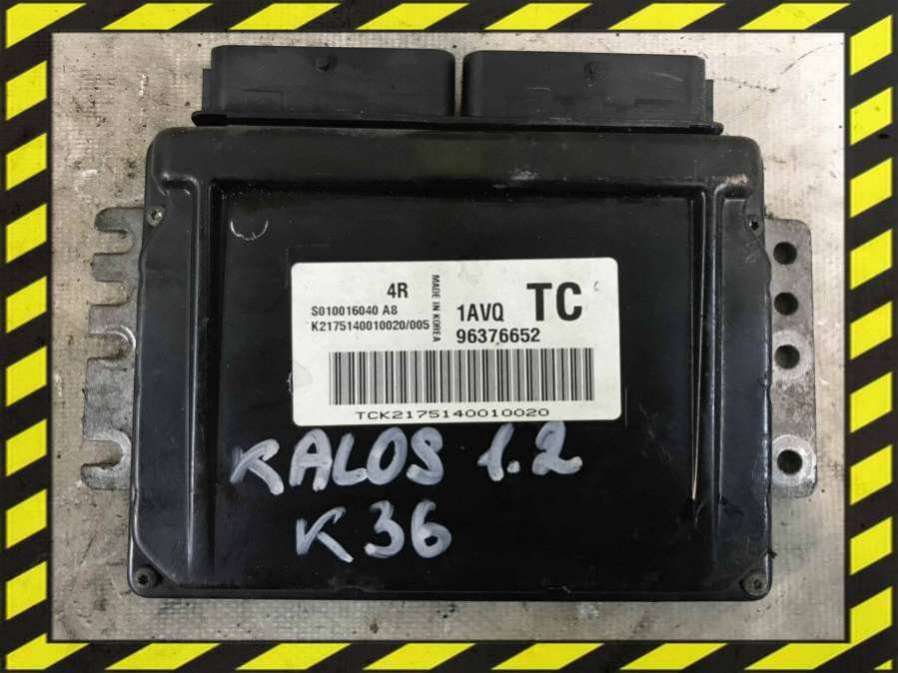 4R
S010016040 A8
K2175140010020/005
MADE IN KOREA
1AVQ TC
96376652
TCK2175140010020
KALOS 1.2
K36